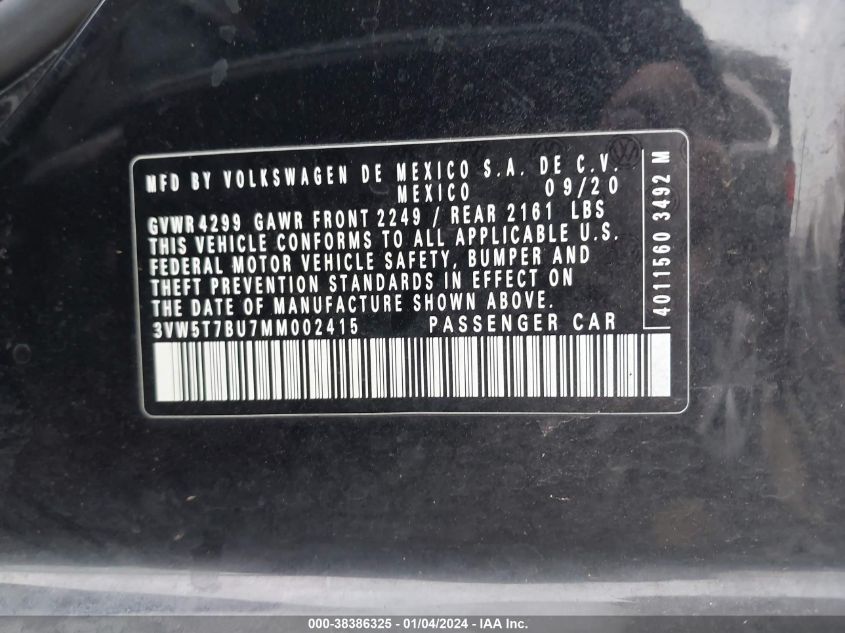 MFD BY VOLKSWAGEN DE MEXICO S.A. DE C.V.
MEXICO 09/20
GVWR 4299 GAWR FRONT 2249 / REAR 2161 LBS
THIS VEHICLE CONFORMS TO ALL APPLICABLE U.S.
FEDERAL MOTOR VEHICLE SAFETY, BUMPER AND
THEFT PREVENTION STANDARDS IN EFFECT ON
THE DATE OF MANUFACTURE SHOWN ABOVE.
3VW5T7BU7MM002415 PASSENGER CAR
4011560 3492 M
000-38386325 - 01/04/2024 - IAA Inc.